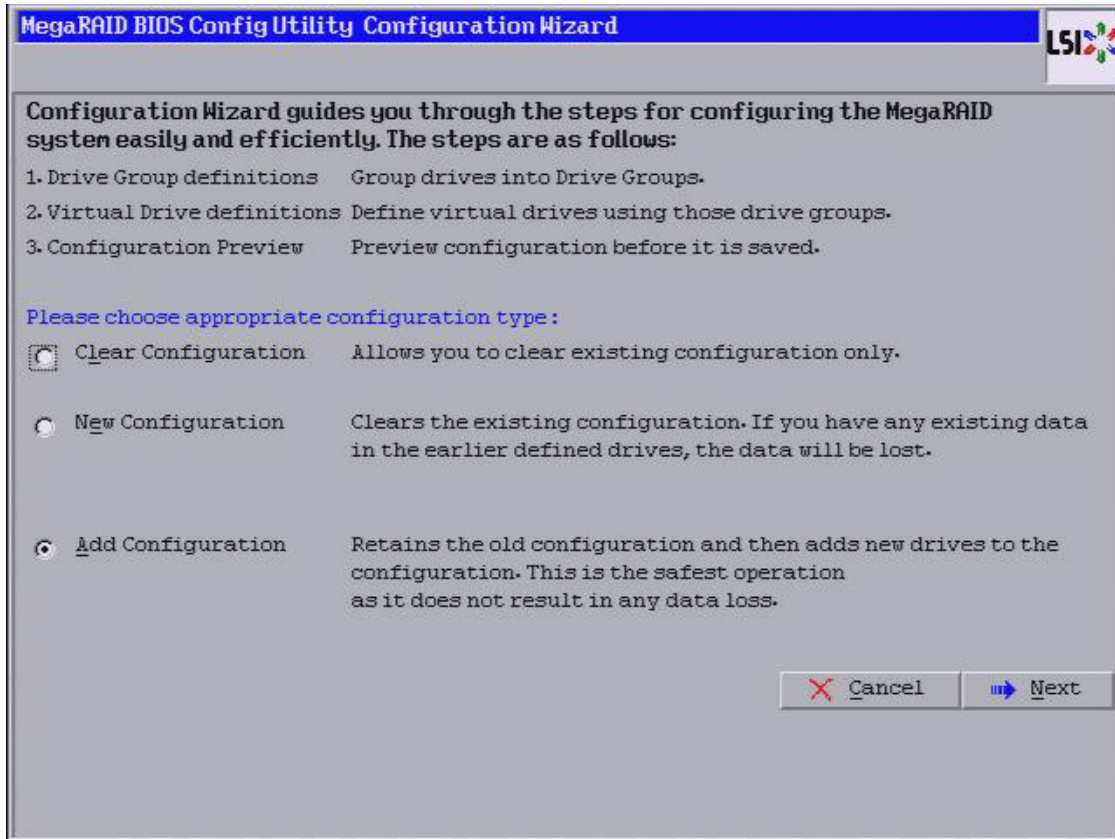 MegaRAID BIOS Config Utility Configuration Wizard
LSI
Configuration Wizard guides you through the steps for configuring the MegaRAID
system easily and efficiently. The steps are as follows:
1. Drive Group definitions Group drives into Drive Groups.
2. Virtual Drive definitions Define virtual drives using those drive groups.
3. Configuration Preview Preview configuration before it is saved.
Please choose appropriate configuration type:
Clear Configuration Allows you to clear existing configuration only.
New Configuration Clears the existing configuration. If you have any existing data
in the earlier defined drives, the data will be lost.
Add Configuration Retains the old configuration and then adds new drives to the
configuration. This is the safest operation
as it does not result in any data loss.
Cancel Next